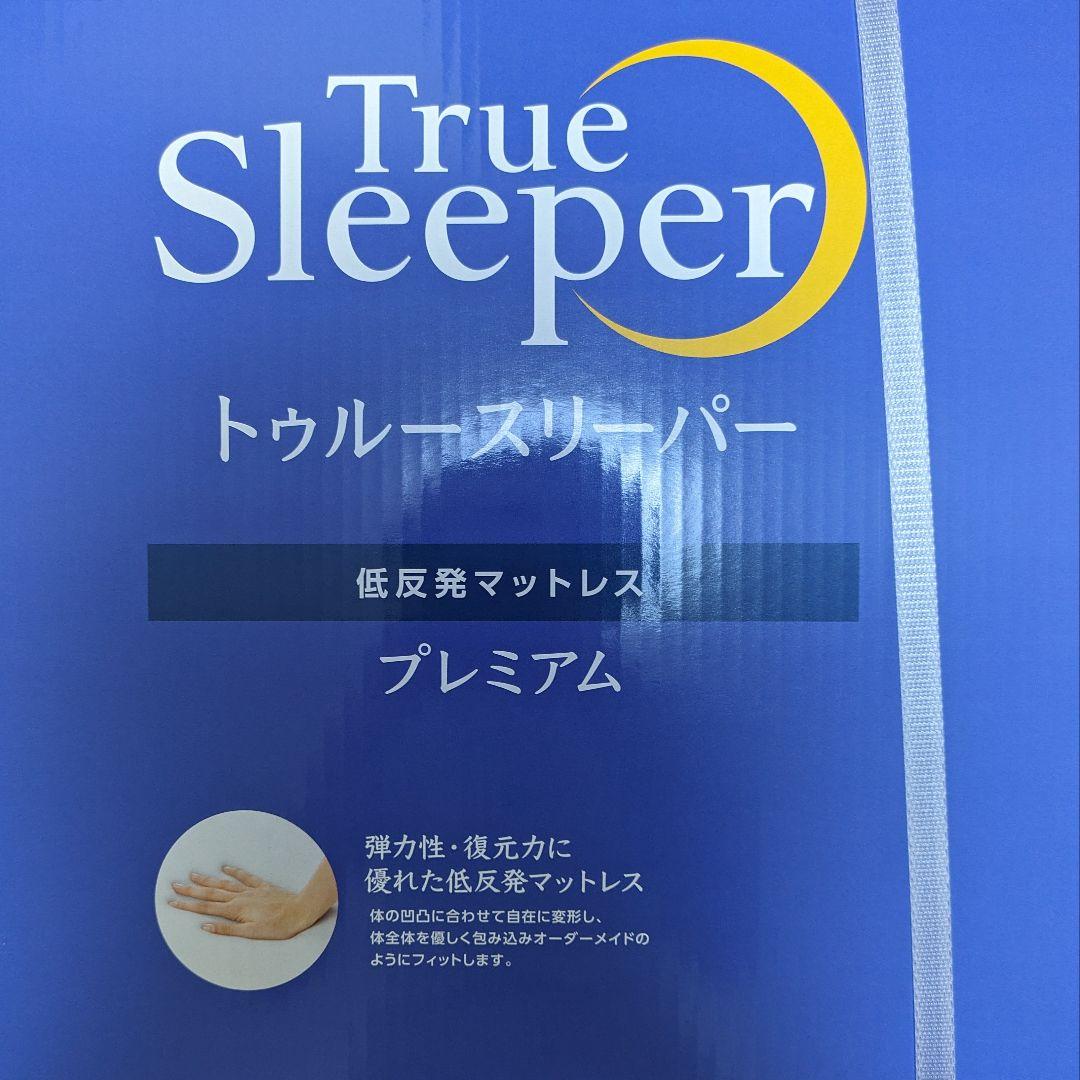 True
Sleeper
トゥルースリーパー
低反発マットレス
プレミアム
弾力性・復元力に
優れた低反発マットレス
体の凹凸に合わせて自在に変形し、
体全体を優しく包み込みオーダーメイドの
ようにフィットします。